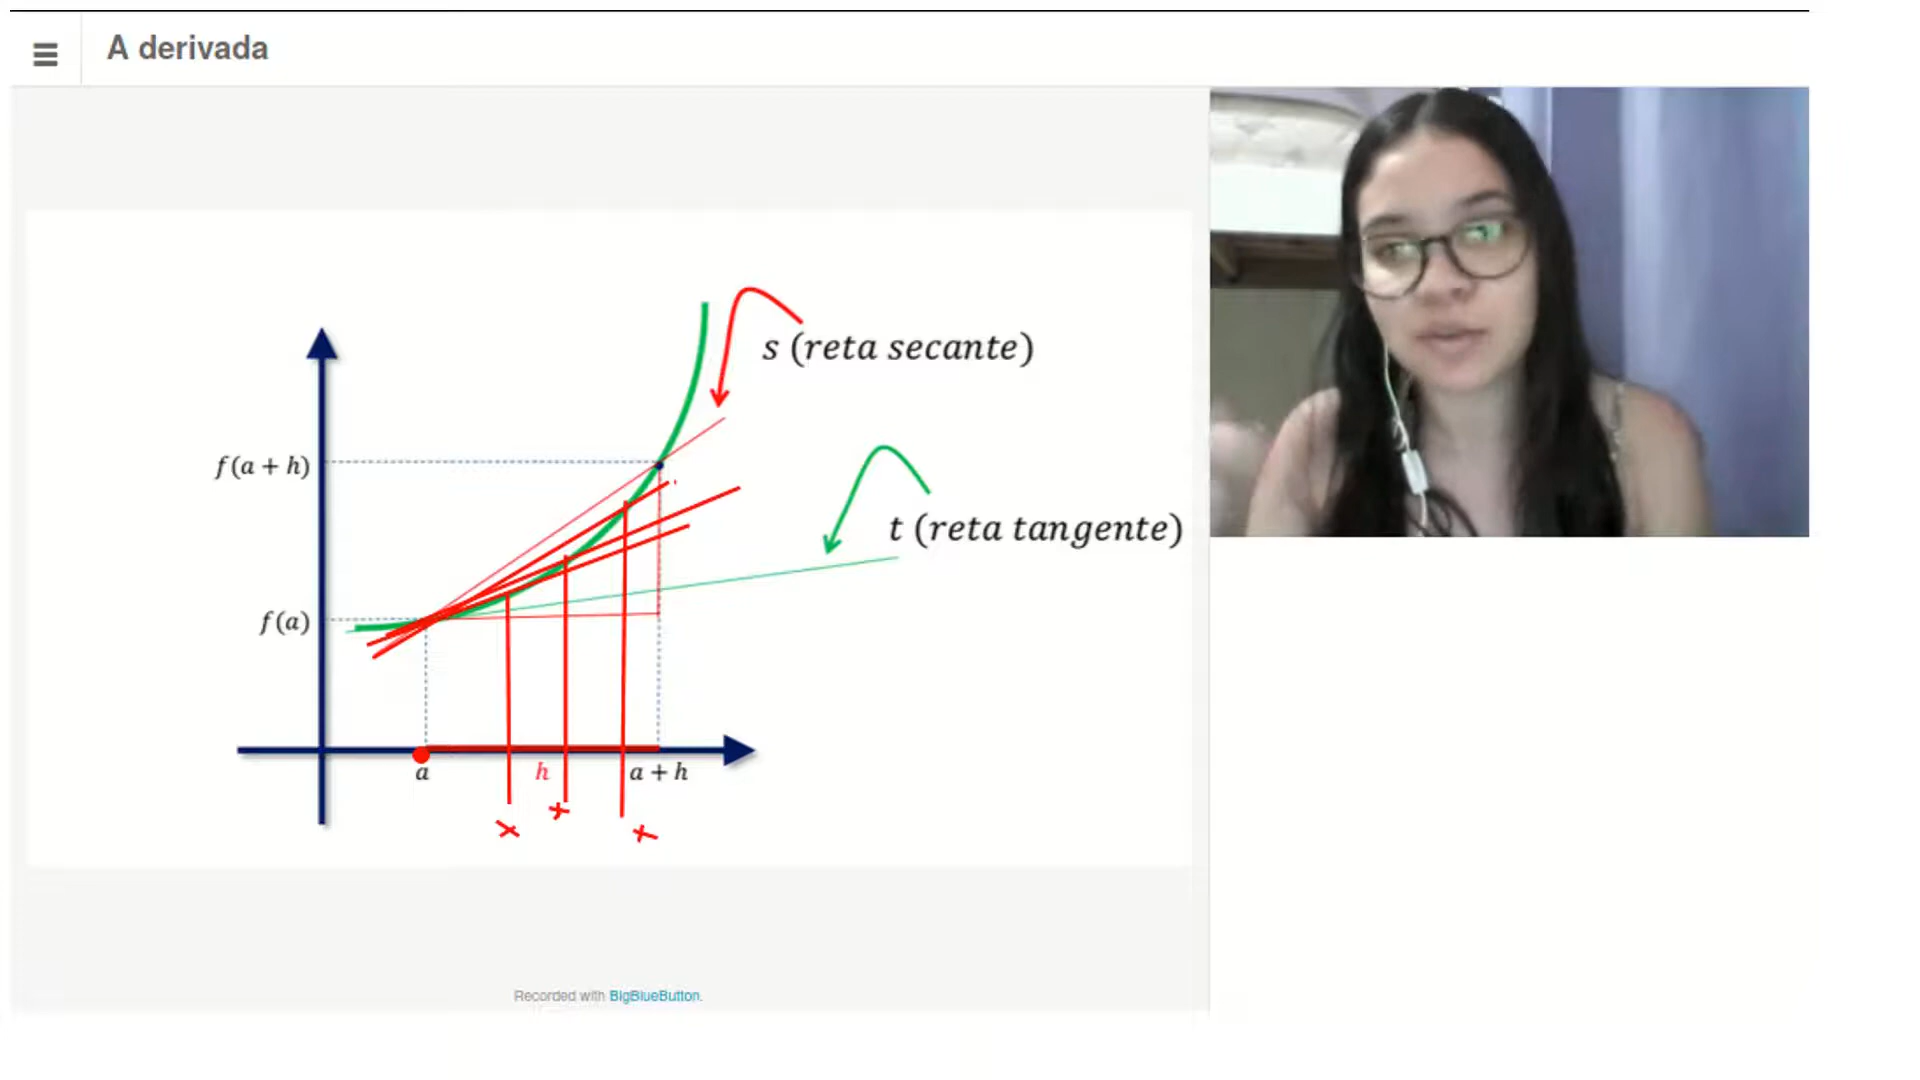 A derivada
s (reta secante)
f(a + h)
t (reta tangente)
f(a)
a
h
a + h
x
x
x
Recorded with BigBlueButton.